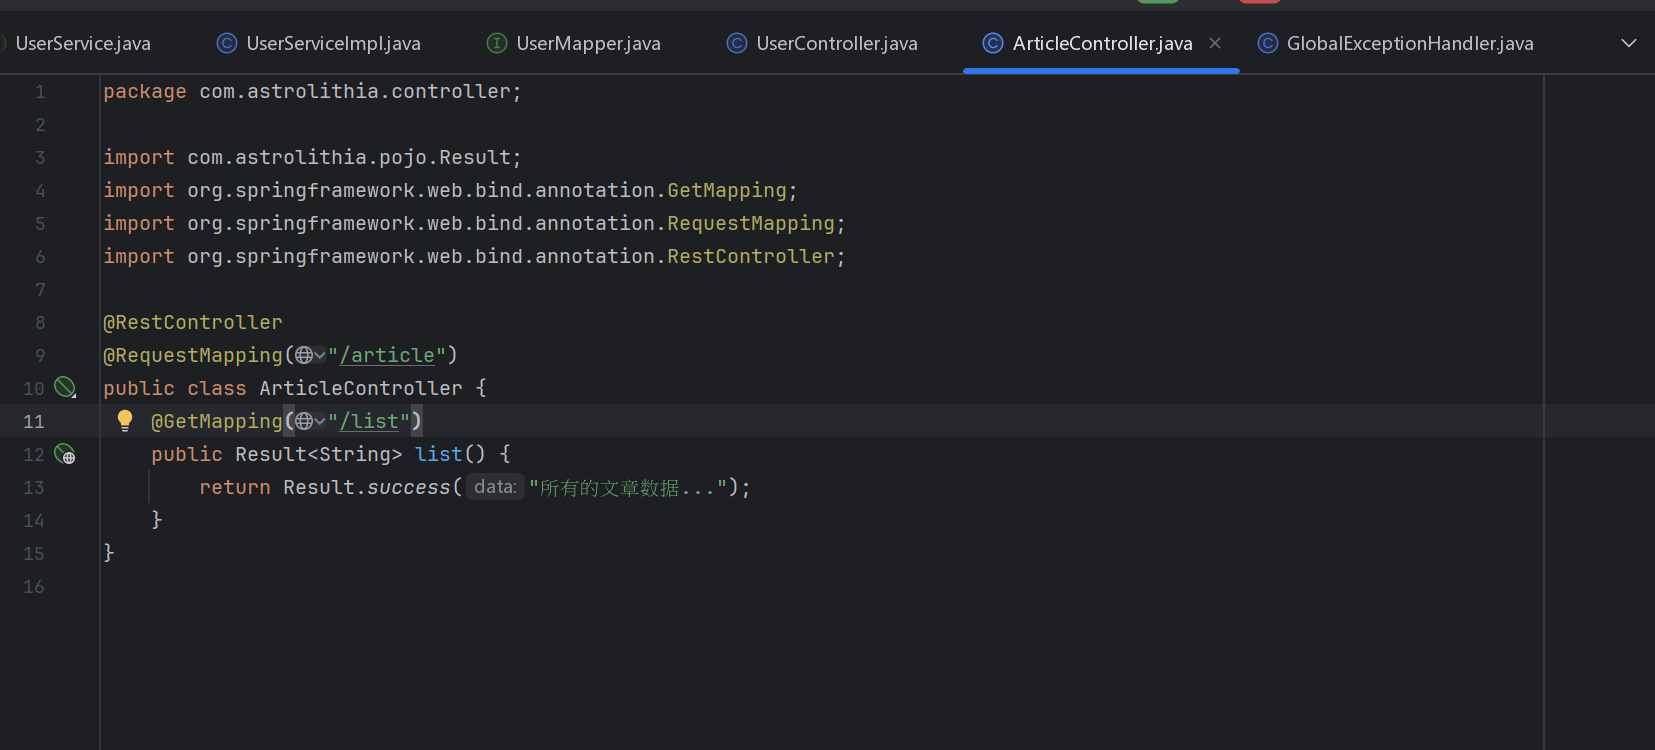 UserService.java UserServiceImpl.java UserMapper.java UserController.java ArticleController.java GlobalExceptionHandler.java
1 package com.astrolithia.controller;
2
3 import com.astrolithia.pojo.Result;
4 import org.springframework.web.bind.annotation.GetMapping;
5 import org.springframework.web.bind.annotation.RequestMapping;
6 import org.springframework.web.bind.annotation.RestController;
7
8 @RestController
9 @RequestMapping("/article")
10 public class ArticleController {
11 @GetMapping("/list")
12 public Result<String> list() {
13 return Result.success( data: "所有的文章数据...");
14 }
15 }
16